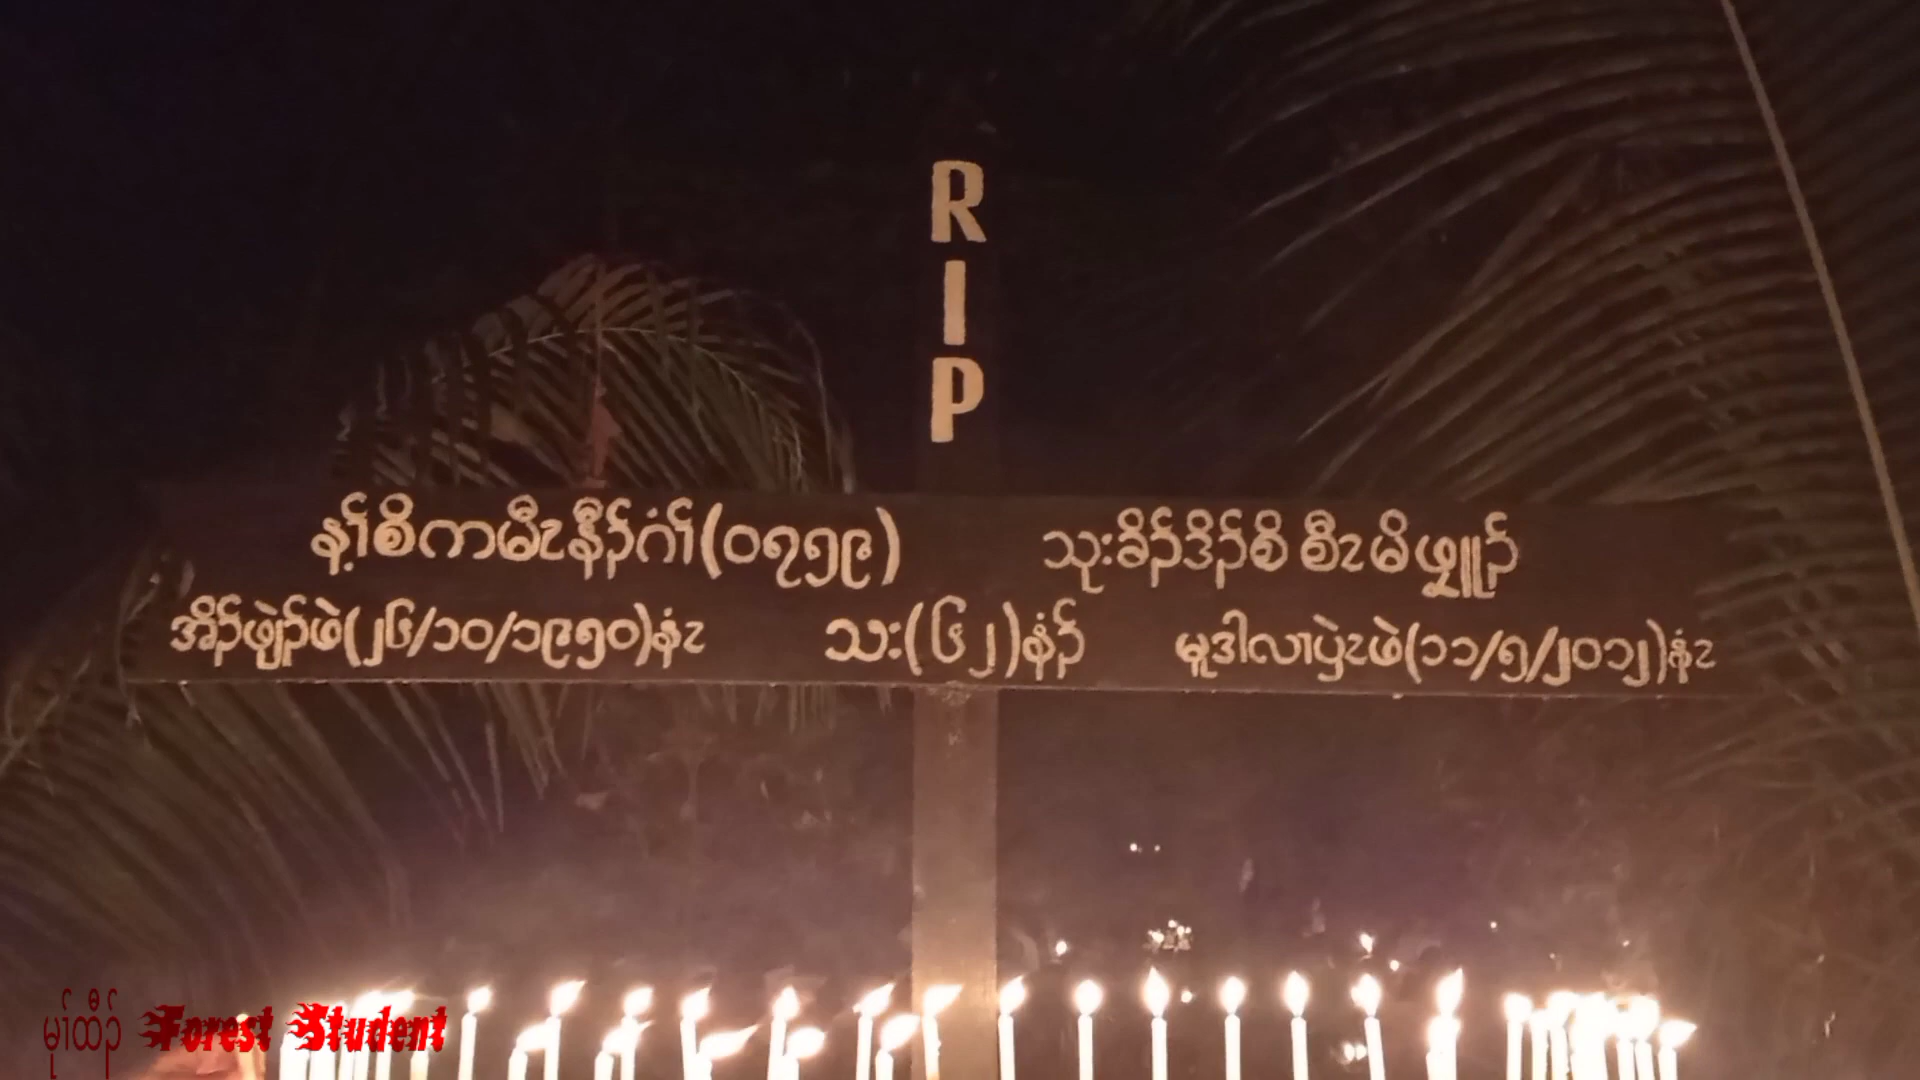 R
I
P
န့ၢ်စိကမီၤနီၣ်ဂံၢ်(၀၇၅၉) သုးခိၣ်ဒိၣ်စိ စီၤမိဖျူၣ်
အိၣ်ဖျဲၣ်ဖဲ(၂၆/၁၀/၁၉၅၀)နံၤ သး(၆၂)နံၣ် မူဒါလၢပှဲၤဖဲ(၁၁/၅/၂၀၁၂)နံၤ
မုၢ်ထီၣ် Forest Student